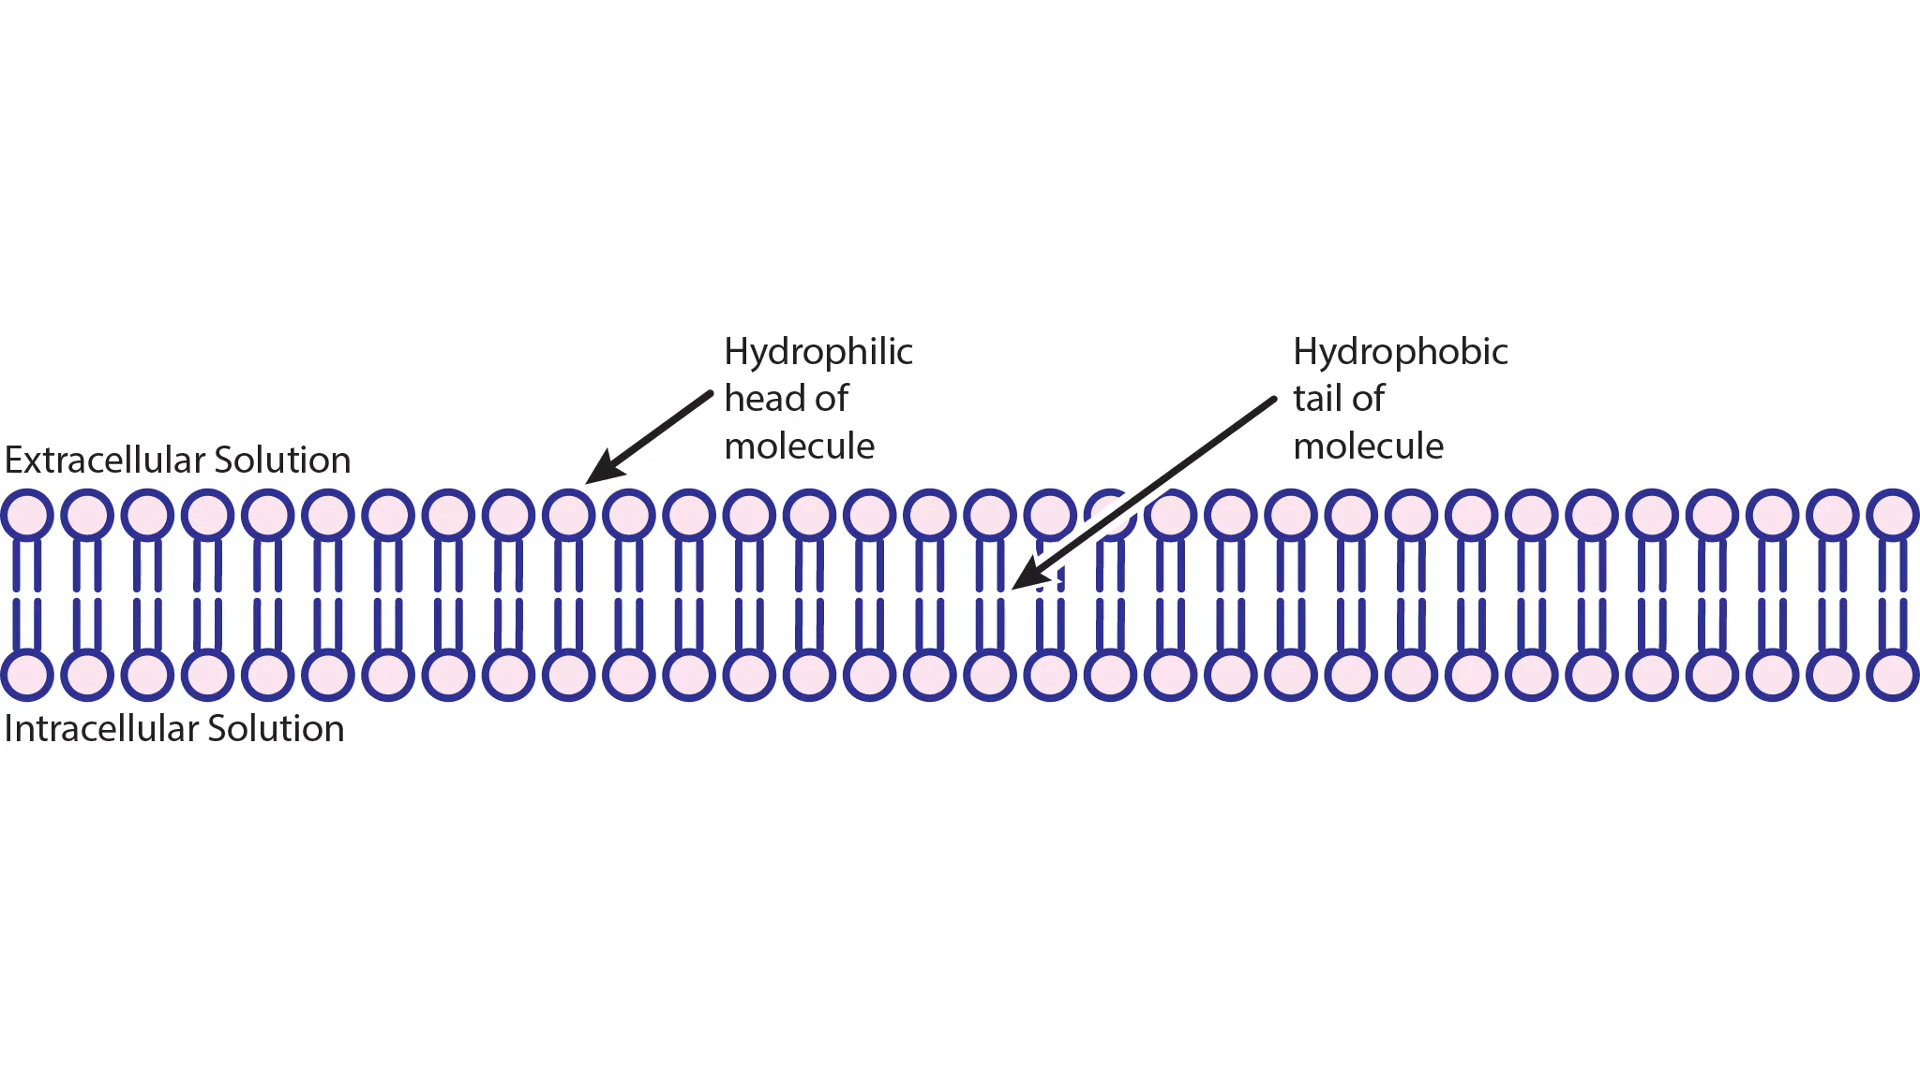 Hydrophilic
head of
molecule
Hydrophobic
tail of
molecule
Extracellular Solution
Intracellular Solution